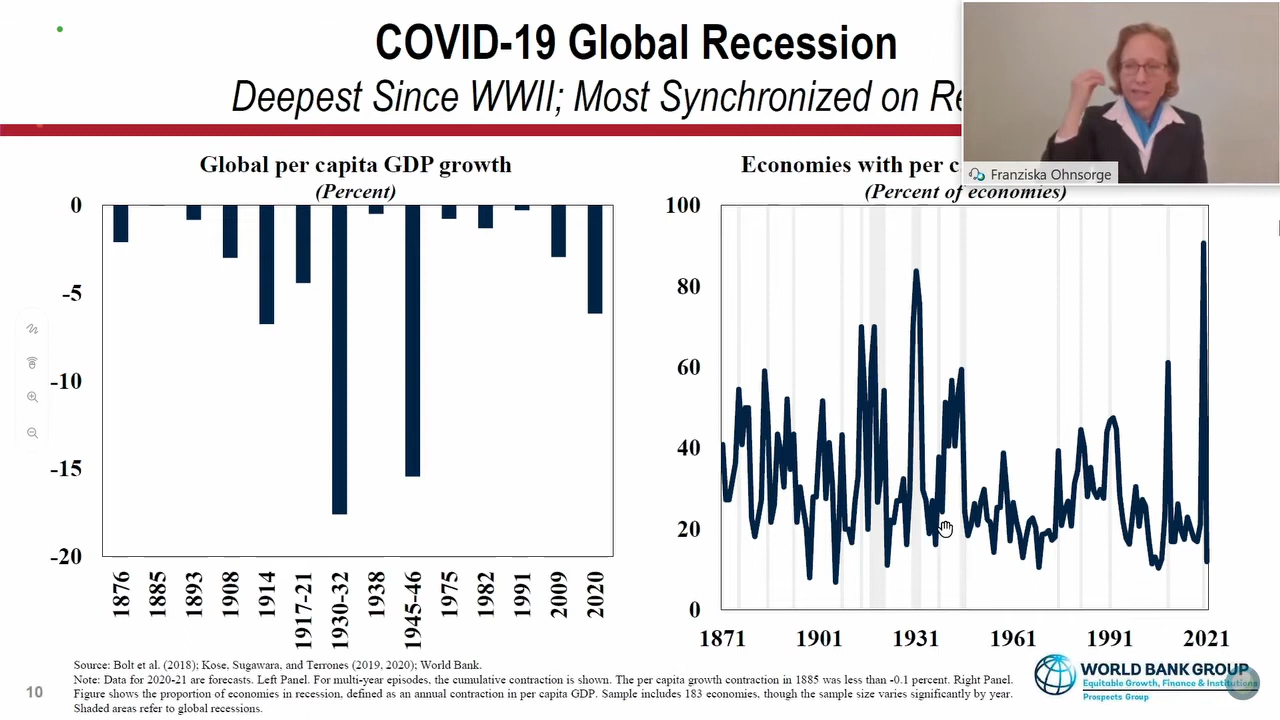 COVID-19 Global Recession
Deepest Since WWII; Most Synchronized on Re
Franziska Ohnsorge
Global per capita GDP growth
(Percent)
0
-5
-10
-15
-20
1876
1885
1893
1908
1914
1917-21
1930-32
1938
1945-46
1975
1982
1991
2009
2020
Economies with per c
(Percent of economies)
100
80
60
40
20
0
1871
1901
1931
1961
1991
2021
Source: Bolt et al. (2018); Kose, Sugawara, and Terrones (2019, 2020); World Bank.
Note: Data for 2020-21 are forecasts. Left Panel. For multi-year episodes, the cumulative contraction is shown. The per capita growth contraction in 1885 was less than -0.1 percent. Right Panel.
Figure shows the proportion of economies in recession, defined as an annual contraction in per capita GDP. Sample includes 183 economies, though the sample size varies significantly by year.
Shaded areas refer to global recessions.
10
WORLD BANK GROUP
Equitable Growth, Finance & Institutions
Prospects Group